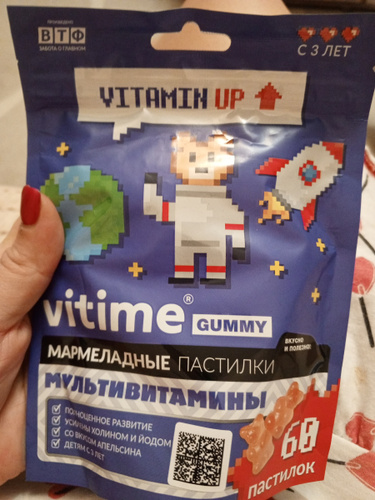 ПРОИЗВЕДЕНО
ВТФ
ЗАБОТА О ГЛАВНОМ
С 3 ЛЕТ
VITAMIN UP
vitime®
GUMMY
ВКУСНО
И ПОЛЕЗНО!
МАРМЕЛАДНЫЕ ПАСТИЛКИ
МУЛЬТИВИТАМИНЫ
ПОЛНОЦЕННОЕ РАЗВИТИЕ
УСИЛЕНЫ ХОЛИНОМ И ЙОДОМ
СО ВКУСОМ АПЕЛЬСИНА
ДЕТЯМ С 3 ЛЕТ
60
ПАСТИЛОК